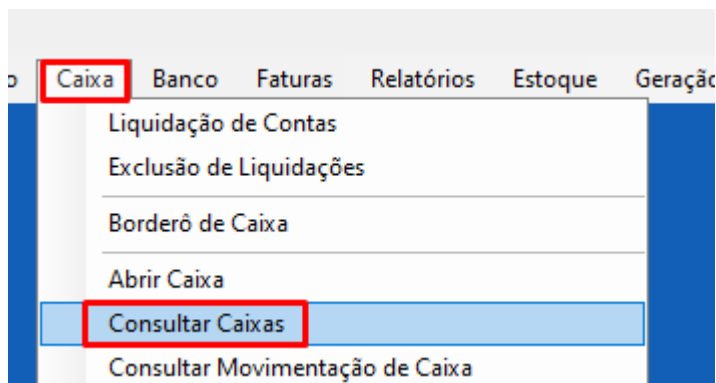 o Caixa Banco Faturas Relatórios Estoque Geração
Liquidação de Contas
Exclusão de Liquidações
Borderô de Caixa
Abrir Caixa
Consultar Caixas
Consultar Movimentação de Caixa